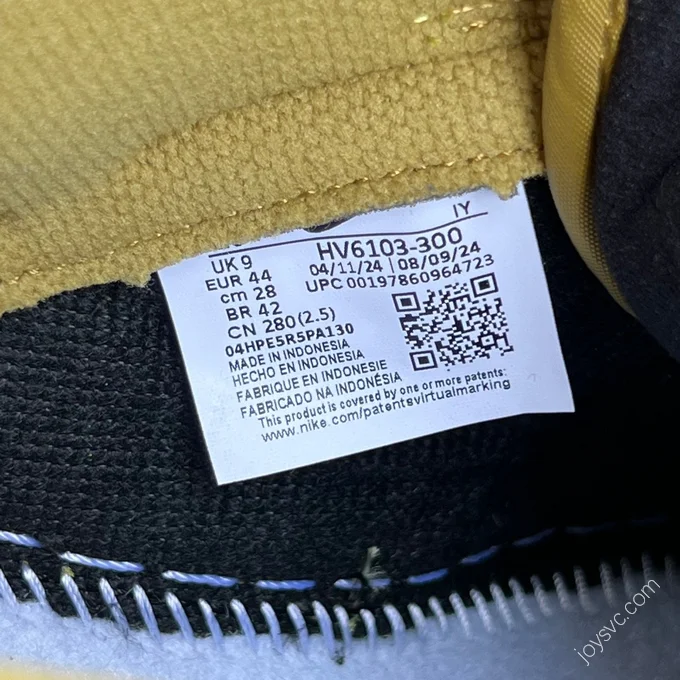 IY
UK 9
EUR 44
cm 28
BR 42
CN 280(2.5)
HV6103-300
04/11/24 | 08/09/24
UPC 00197860964723
04HPE5R5PA130
MADE IN INDONESIA
HECHO EN INDONESIA
FABRIQUE EN INDONESIE
FABRICADO NA INDONÉSIA
This product is covered by one or more patents:
www.nike.com/patentsvirtualmarking
joysvc.com